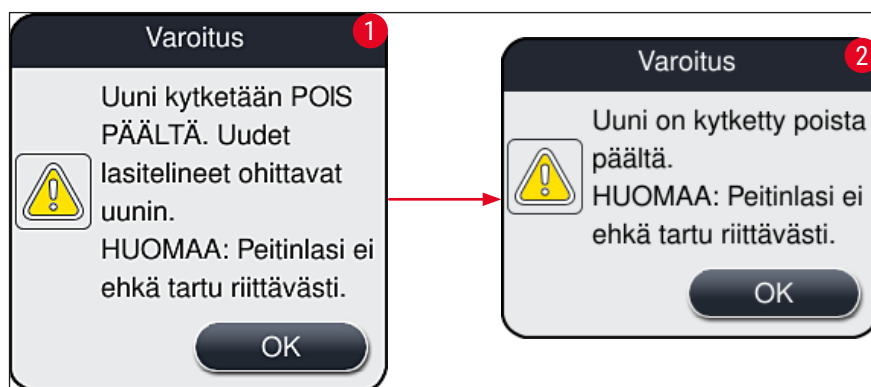 Varoitus
1
Uuni kytketään POIS
PÄÄLTÄ. Uudet
lasitelineet ohittavat
uunin.
HUOMAA: Peitinlasi ei
ehkä tartu riittävästi.
OK
Varoitus
2
Uuni on kytketty poista
päältä.
HUOMAA: Peitinlasi ei
ehkä tartu riittävästi.
OK